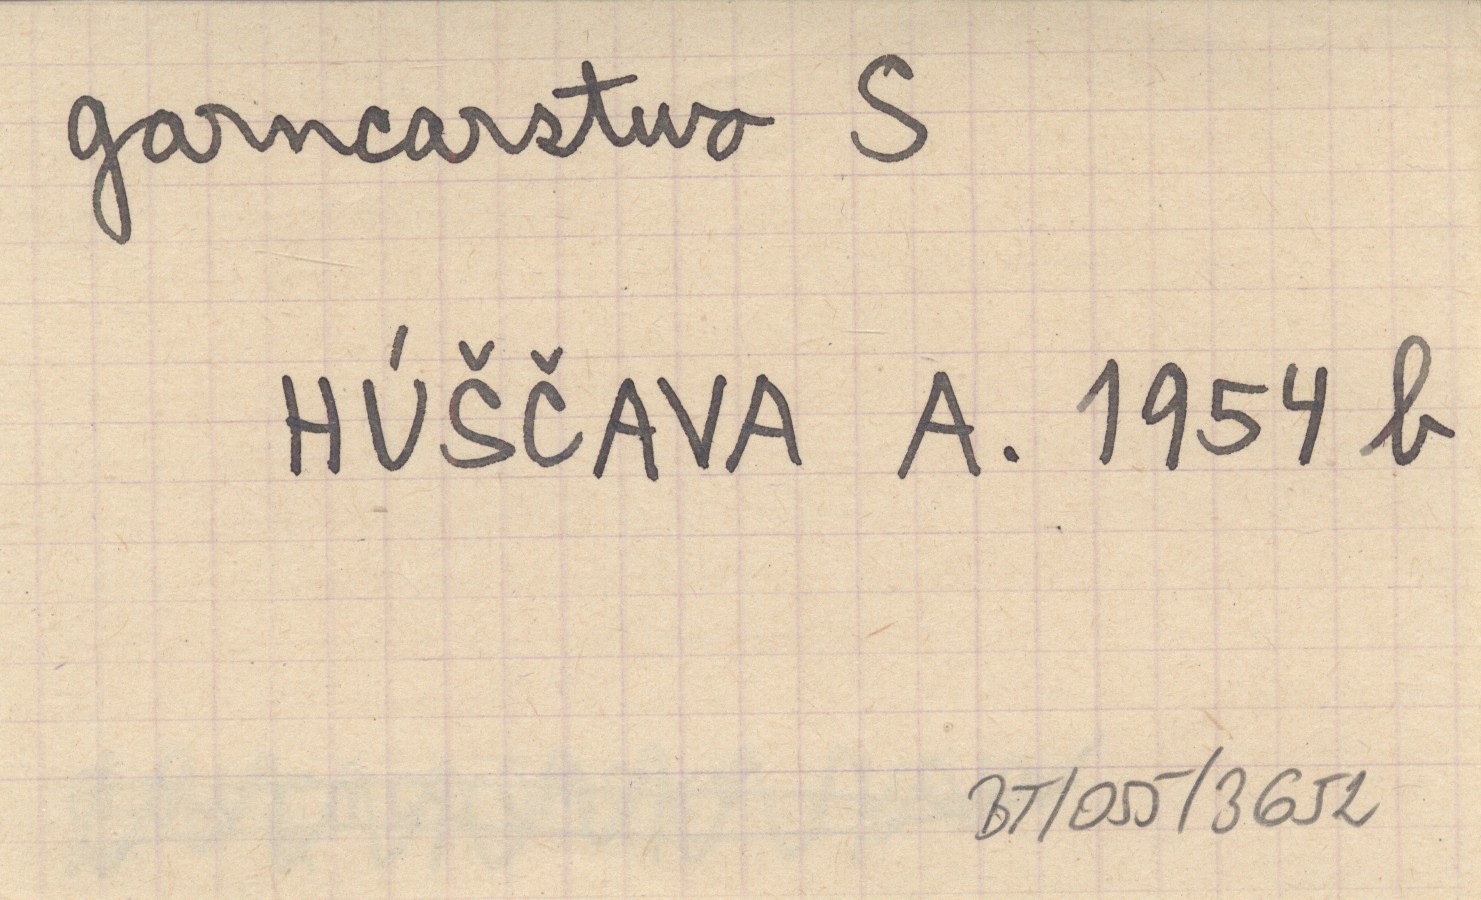 garncarstwo S
HÚŠČAVA A. 1954 b
BT/055/3652